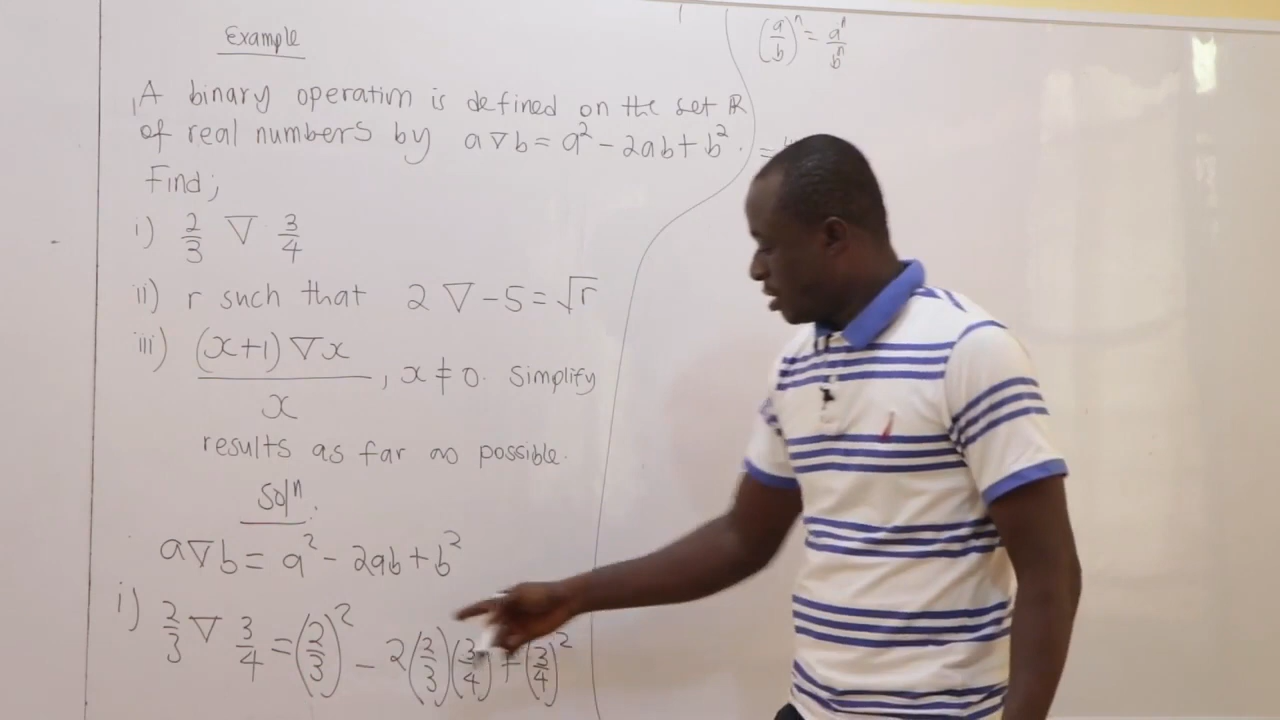 Example
A binary operation is defined on the set ℝ
of real numbers by a∇b = a² - 2ab + b².
Find;
i) 2/3 ∇ 3/4
ii) r such that 2 ∇ -5 = √r
iii) (x+1)∇x / x , x ≠ 0. Simplify
results as far as possible.
Solⁿ.
a∇b = a² - 2ab + b²
i) 2/3 ∇ 3/4 = (2/3)² - 2(2/3)(3/4) + (3/4)²
(a/b)ⁿ = aⁿ/bⁿ
=